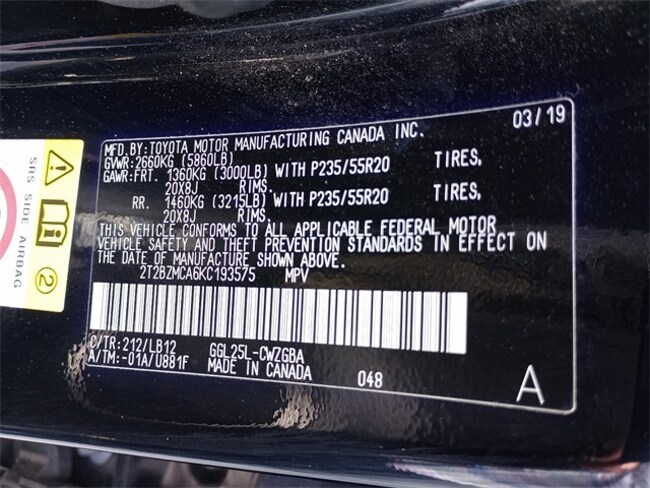 03/19
MFD. BY: TOYOTA MOTOR MANUFACTURING CANADA INC.
GVWR: 2660KG (5860LB)
GAWR: FRT. 1360KG (3000LB) WITH P235/55R20 TIRES,
20X8J RIMS.
RR. 1460KG (3215LB) WITH P235/55R20 TIRES,
20X8J RIMS.
THIS VEHICLE CONFORMS TO ALL APPLICABLE FEDERAL MOTOR
VEHICLE SAFETY AND THEFT PREVENTION STANDARDS IN EFFECT ON
THE DATE OF MANUFACTURE SHOWN ABOVE.
2T2BZMCA6KC193575 MPV
C/TR: 212/LB12 GGL25L-CWZGBA
A/TM: -01A/U881F MADE IN CANADA 048 A
SRS SIDE AIRBAG
2